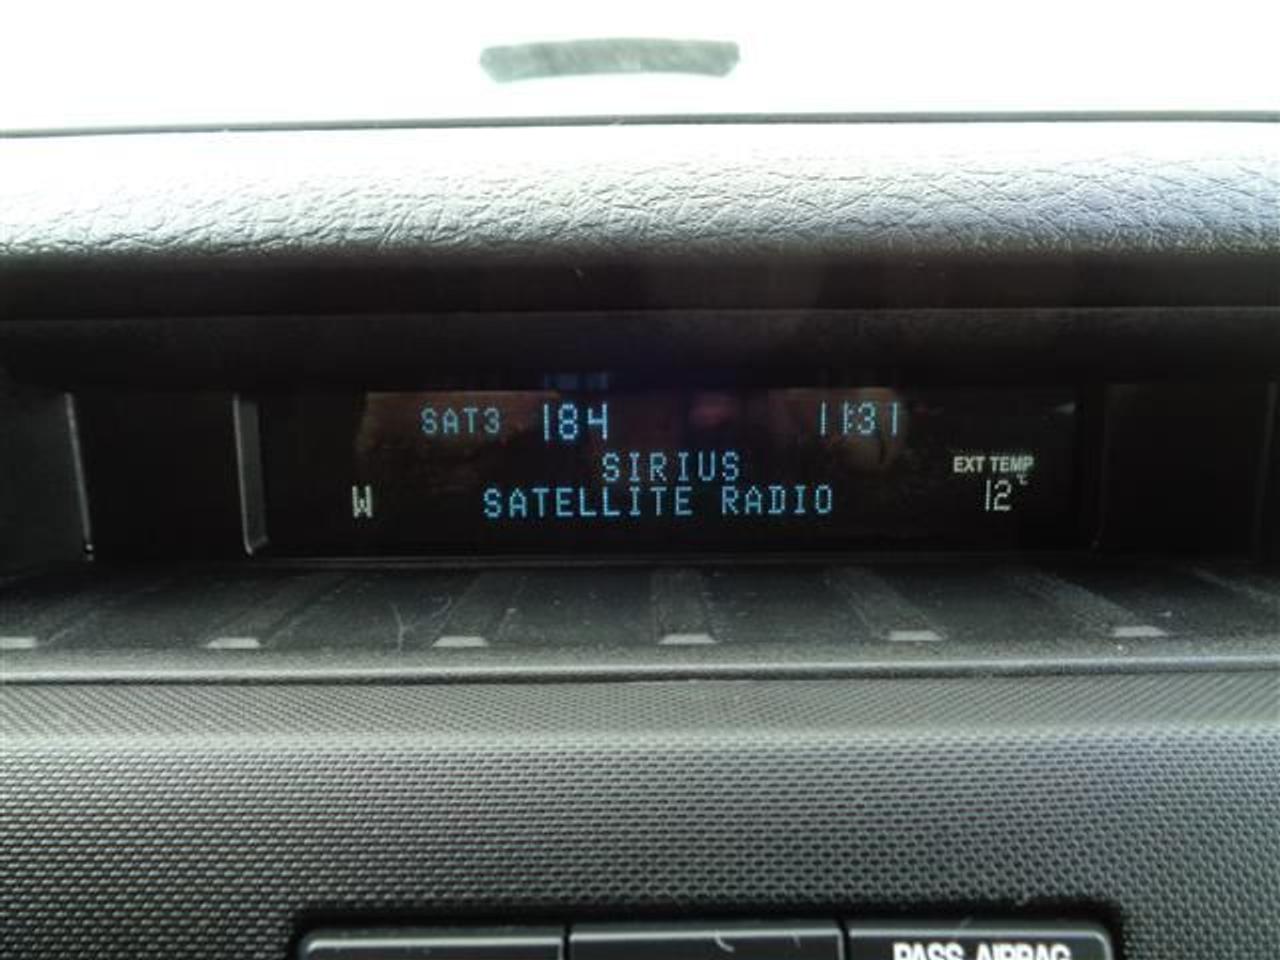 SAT3 184 11:31
SIRIUS
EXT TEMP
W SATELLITE RADIO 12°C
PASS AIRBAG